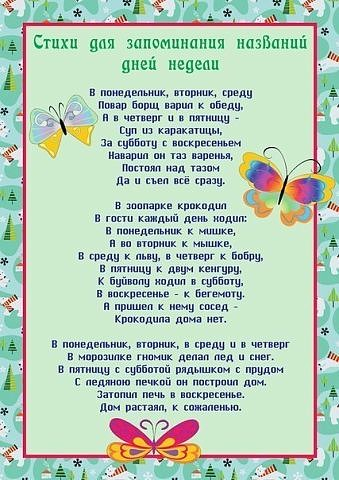 Стихи для запоминания названий
дней недели
В понедельник, вторник, среду
Повар борщ варил к обеду,
А в четверг и в пятницу -
Суп из каракатицы,
За субботу с воскресеньем
Наварил он таз варенья,
Постоял над тазом
Да и съел всё сразу.
В зоопарке крокодил
В гости каждый день ходил:
В понедельник к мишке,
А во вторник к мышке,
В среду к льву, в четверг к бобру,
В пятницу к двум кенгуру,
К буйволу ходил в субботу,
В воскресенье - к бегемоту.
А пришел к нему сосед -
Крокодила дома нет.
В понедельник, вторник, в среду и в четверг
В морозилке гномик делал лед и снег.
В пятницу с субботой рядышком с прудом
С ледяною печкой он построил дом.
Затопил печь в воскресенье.
Дом растаял, к сожаленью.